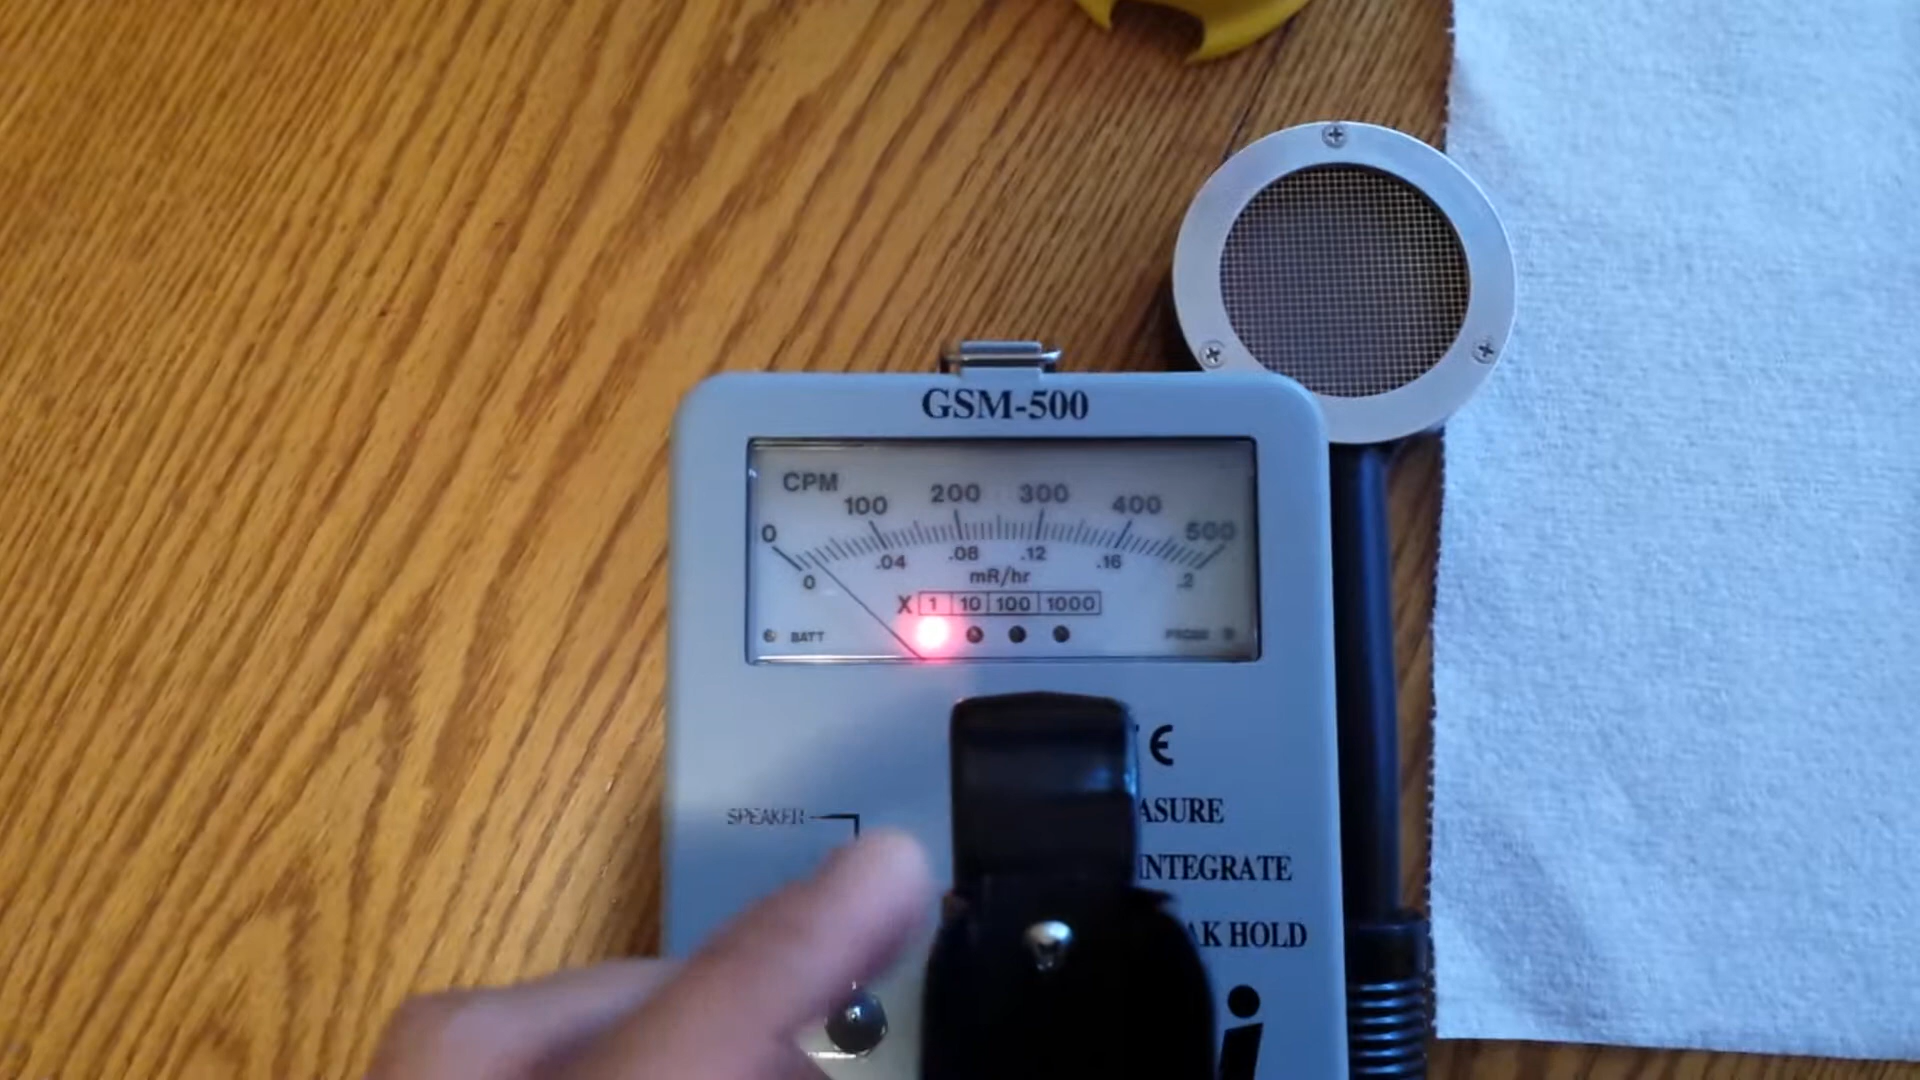 GSM-500
CPM
0 100 200 300 400 500
0 .04 .08 .12 .16 .2
mR/hr
X 1 10 100 1000
BATT
CE
SPEAKER
ASURE
INTEGRATE
AK HOLD
i